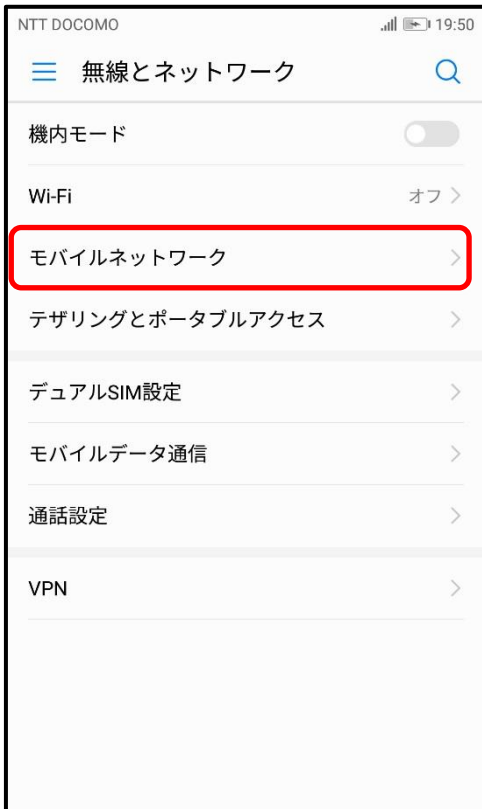 NTT DOCOMO 19:50
無線とネットワーク
機内モード
Wi-Fi オフ
モバイルネットワーク
テザリングとポータブルアクセス
デュアルSIM設定
モバイルデータ通信
通話設定
VPN